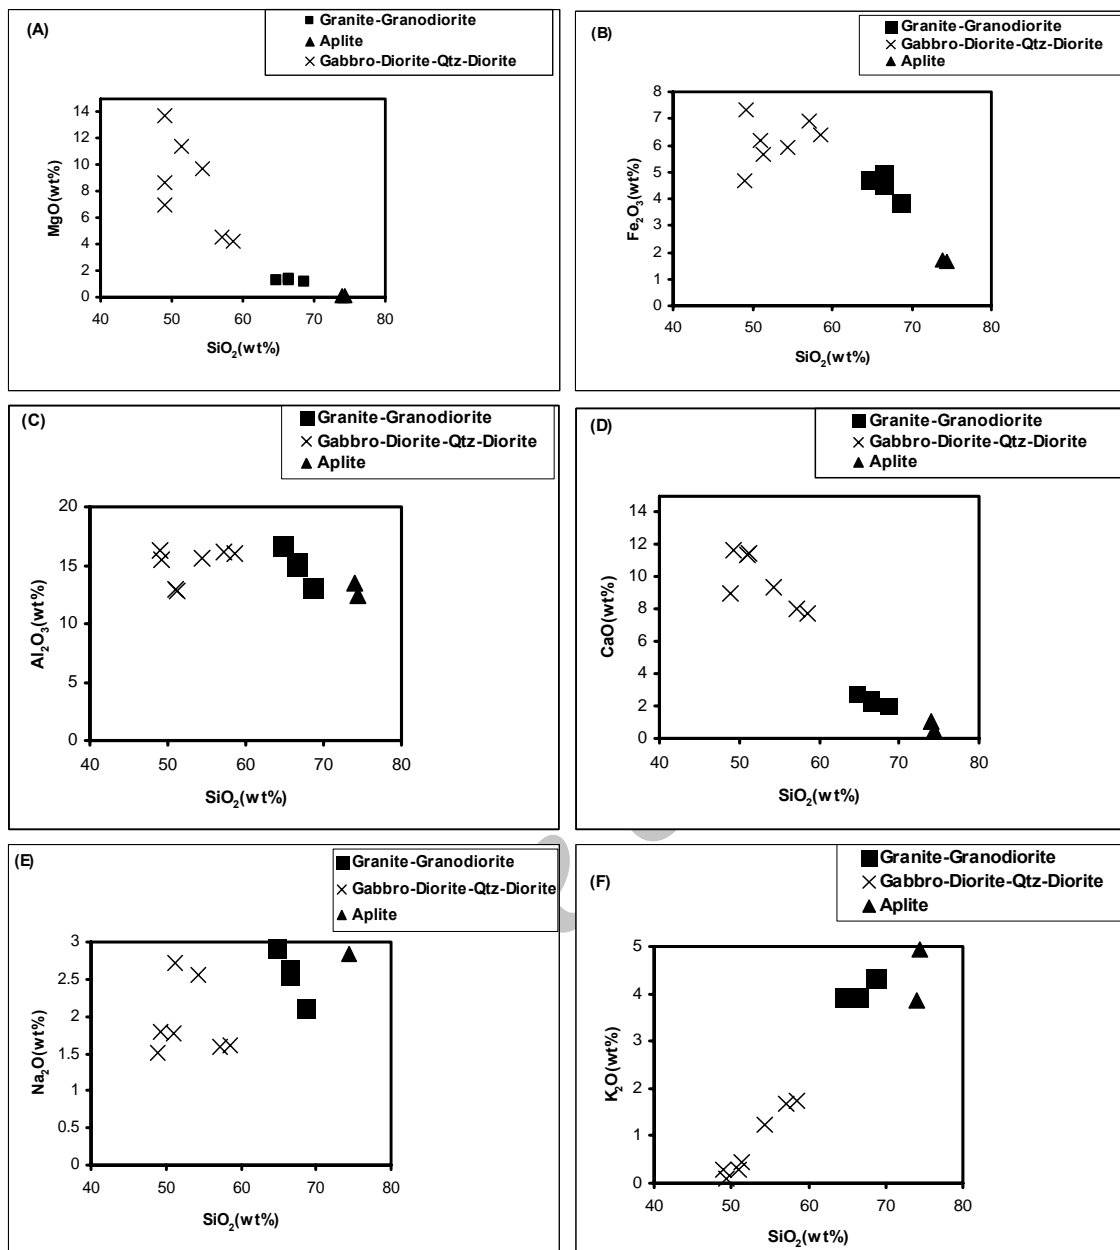 (A)
Granite-Granodiorite
Aplite
Gabbro-Diorite-Qtz-Diorite
14
12
10
8
6
4
2
0
MgO(wt%)
40 50 60 70 80
SiO₂(wt%)
(B)
Granite-Granodiorite
Gabbro-Diorite-Qtz-Diorite
Aplite
8
7
6
5
4
3
2
1
0
Fe₂O₃(wt%)
40 50 60 70 80
SiO₂(wt%)
(C)
Granite-Granodiorite
Gabbro-Diorite-Qtz-Diorite
Aplite
20
15
10
5
0
Al₂O₃(wt%)
40 50 60 70 80
SiO₂(wt%)
(D)
Granite-Granodiorite
Gabbro-Diorite-Qtz-Diorite
Aplite
14
12
10
8
6
4
2
0
CaO(wt%)
40 50 60 70 80
SiO₂(wt%)
(E)
Granite-Granodiorite
Gabbro-Diorite-Qtz-Diorite
Aplite
3
2.5
2
1.5
1
0.5
0
Na₂O(wt%)
40 50 60 70 80
SiO₂(wt%)
(F)
Granite-Granodiorite
Gabbro-Diorite-Qtz-Diorite
Aplite
5
4
3
2
1
0
K₂O(wt%)
40 50 60 70 80
SiO₂(wt%)